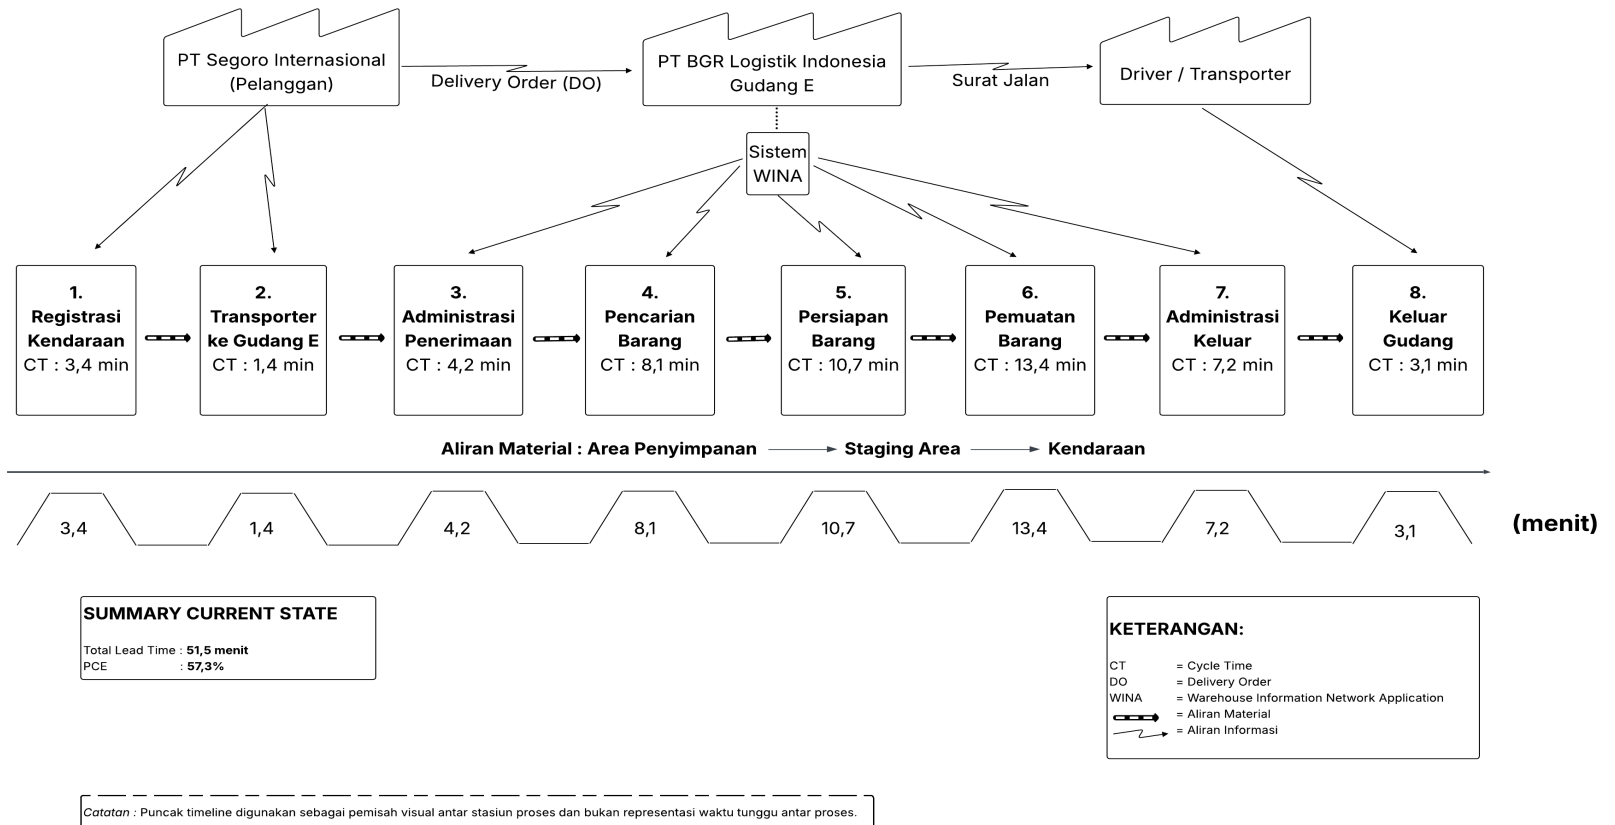 PT Segoro Internasional
(Pelanggan)
Delivery Order (DO)
PT BGR Logistik Indonesia
Gudang E
Surat Jalan
Driver / Transporter
Sistem
WINA
1.
Registrasi
Kendaraan
CT : 3,4 min
2.
Transporter
ke Gudang E
CT : 1,4 min
3.
Administrasi
Penerimaan
CT : 4,2 min
4.
Pencarian
Barang
CT : 8,1 min
5.
Persiapan
Barang
CT : 10,7 min
6.
Pemuatan
Barang
CT : 13,4 min
7.
Administrasi
Keluar
CT : 7,2 min
8.
Keluar
Gudang
CT : 3,1 min
Aliran Material : Area Penyimpanan Staging Area Kendaraan
3,4 1,4 4,2 8,1 10,7 13,4 7,2 3,1 (menit)
SUMMARY CURRENT STATE
Total Lead Time : 51,5 menit
PCE : 57,3%
KETERANGAN:
CT = Cycle Time
DO = Delivery Order
WINA = Warehouse Information Network Application
= Aliran Material
= Aliran Informasi
Catatan : Puncak timeline digunakan sebagai pemisah visual antar stasiun proses dan bukan representasi waktu tunggu antar proses.